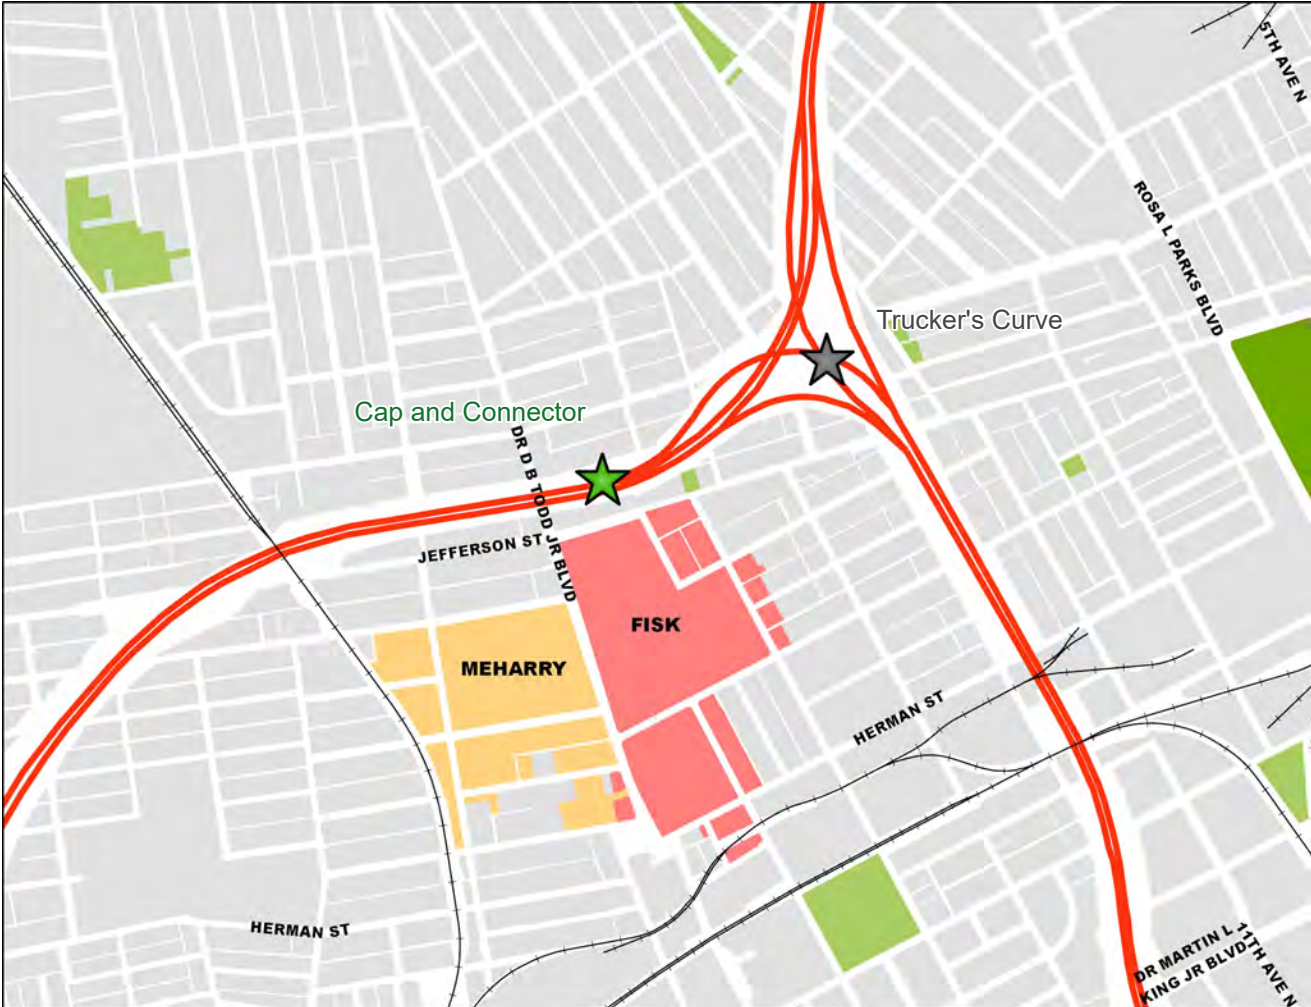 5TH AVE N
ROSA L PARKS BLVD
Trucker's Curve
Cap and Connector
DR D B TODD JR BLVD
JEFFERSON ST
FISK
MEHARRY
HERMAN ST
HERMAN ST
DR MARTIN L
KING JR BLVD
11TH AVE N